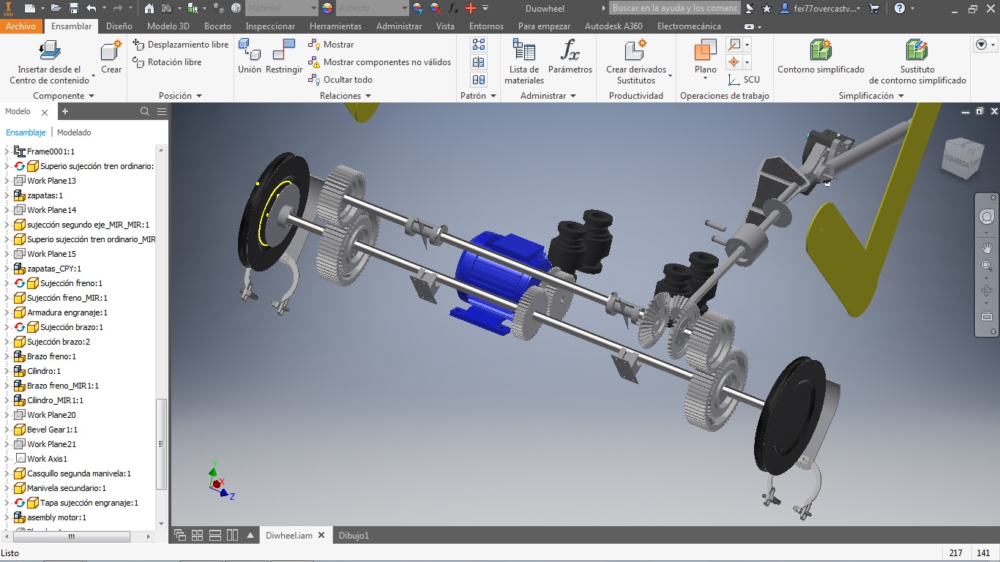 PRO
Material
Aspecto
Duowheel
Buscar en la ayuda y los comanc
fer77overcastv...
Archivo
Ensamblar
Diseño
Modelo 3D
Boceto
Inspeccionar
Herramientas
Administrar
Vista
Entornos
Para empezar
Autodesk A360
Electromecánica
Insertar desde el
Centro de contenido
Crear
Componente
Desplazamiento libre
Rotación libre
Posición
Unión
Restringir
Mostrar
Mostrar componentes no válidos
Ocultar todo
Relaciones
Patrón
Lista de
materiales
Parámetros
Administrar
Crear derivados
Sustitutos
Productividad
Plano
SCU
Operaciones de trabajo
Contorno simplificado
Sustituto
de contorno simplificado
Simplificación
Modelo
Ensamblaje
Modelado
Frame0001:1
Superio sujección tren ordinario:
Work Plane13
zapatas:1
Work Plane14
sujección segundo eje_MIR_MIR:1
Superio sujección tren ordinario_MIR
Work Plane15
zapatas_CPY:1
Sujección freno:1
Sujección freno_MIR:1
Armadura engranaje:1
Sujección brazo:1
Sujección brazo:2
Brazo freno:1
Cilindro:1
Brazo freno_MIR1:1
Cilindro_MIR1:1
Work Plane20
Bevel Gear1:1
Work Plane21
Work Axis1
Casquillo segunda manivela:1
Manivela secundario:1
Tapa sujección engranaje:1
asembly motor:1
IZQUIERDA
Y
X
Z
Diwheel.iam
Dibujo1
Listo
217
141